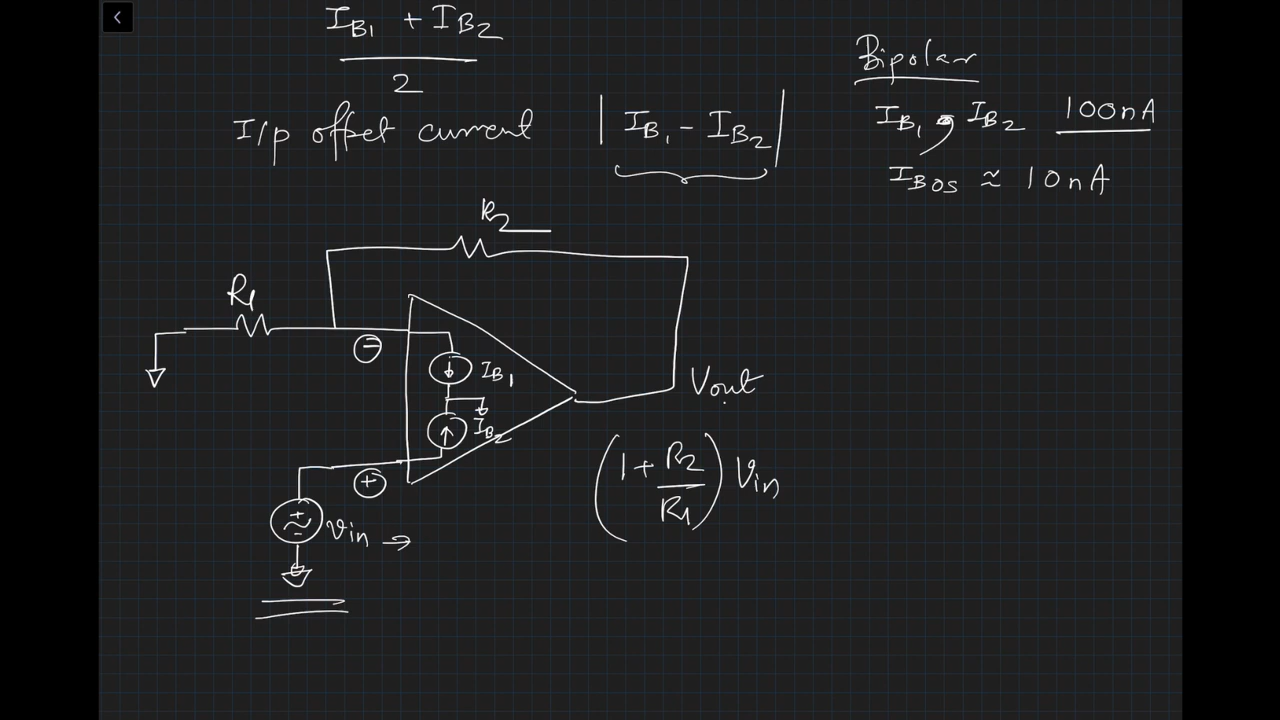 I_B1 + I_B2
2
I/p offset current | I_B1 - I_B2 |
Bipolar
I_B1, I_B2 100nA
I_BOS ≈ 10nA
R2
R1
-
I_B1
I_B2
+
Vout
(1 + R2/R1) Vin
+
-
Vin →